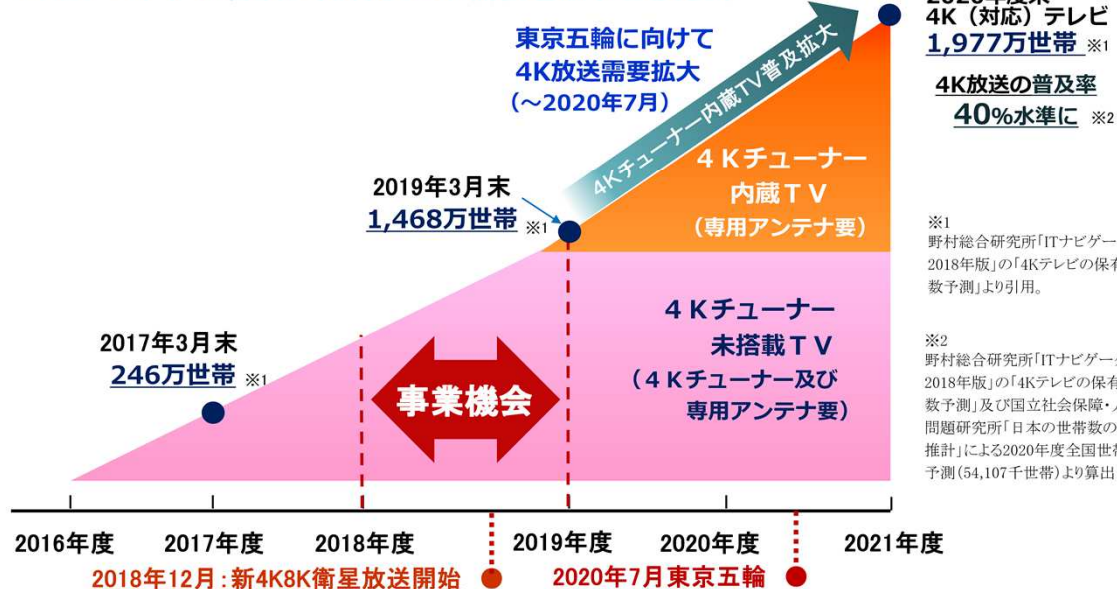 4K(対応)テレビ
1,977万世帯 ※1
4K放送の普及率
40%水準に ※2
東京五輪に向けて
4K放送需要拡大
(~2020年7月)
4Kチューナー内蔵TV普及拡大
4Kチューナー
内蔵TV
(専用アンテナ要)
2019年3月末
1,468万世帯 ※1
4Kチューナー
未搭載TV
(4Kチューナー及び
専用アンテナ要)
2017年3月末
246万世帯 ※1
事業機会
※1
野村総合研究所「ITナビゲー
2018年版」の「4Kテレビの保有
数予測」より引用。
※2
野村総合研究所「ITナビゲー
2018年版」の「4Kテレビの保有
数予測」及び国立社会保障・
問題研究所「日本の世帯数の
推計」による2020年度全国世帯
予測(54,107千世帯)より算出
2016年度 2017年度 2018年度 2019年度 2020年度 2021年度
2018年12月:新4K8K衛星放送開始
2020年7月東京五輪